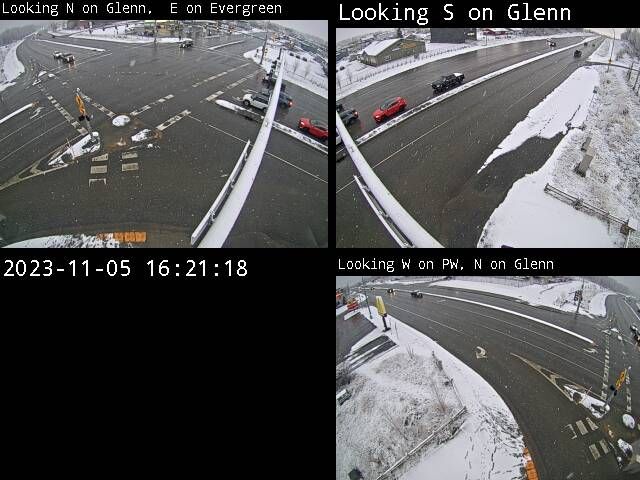 Looking N on Glenn,  E on Evergreen
Looking S on Glenn
2023-11-05 16:21:18
Looking W on PW, N on Glenn